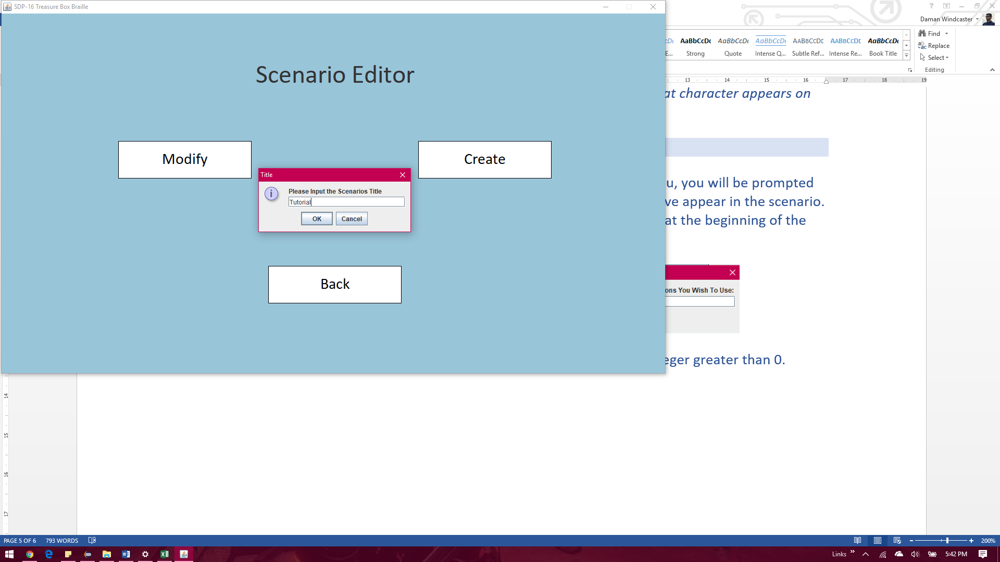 SDP-16 Treasure Box Braille
Scenario Editor
Modify
Create
Title
Please Input the Scenarios Title
Tutorial
OK
Cancel
Back
Daman Windcaster
AaBbCcDc
AaBbCcDc
AaBbCcDc
AABBCCDE
AABBCCDE
AaBbCcDc
E...
Strong
Quote
Intense Q...
Subtle Ref...
Intense Re...
Book Title
Find
Replace
Select
Editing
13 14 15 16 17 18 19
at character appears on
u, you will be prompted
ve appear in the scenario.
at the beginning of the
ons You Wish To Use:
eger greater than 0.
14
15
16
17
PAGE 5 OF 6 793 WORDS
200%
Links
5:42 PM